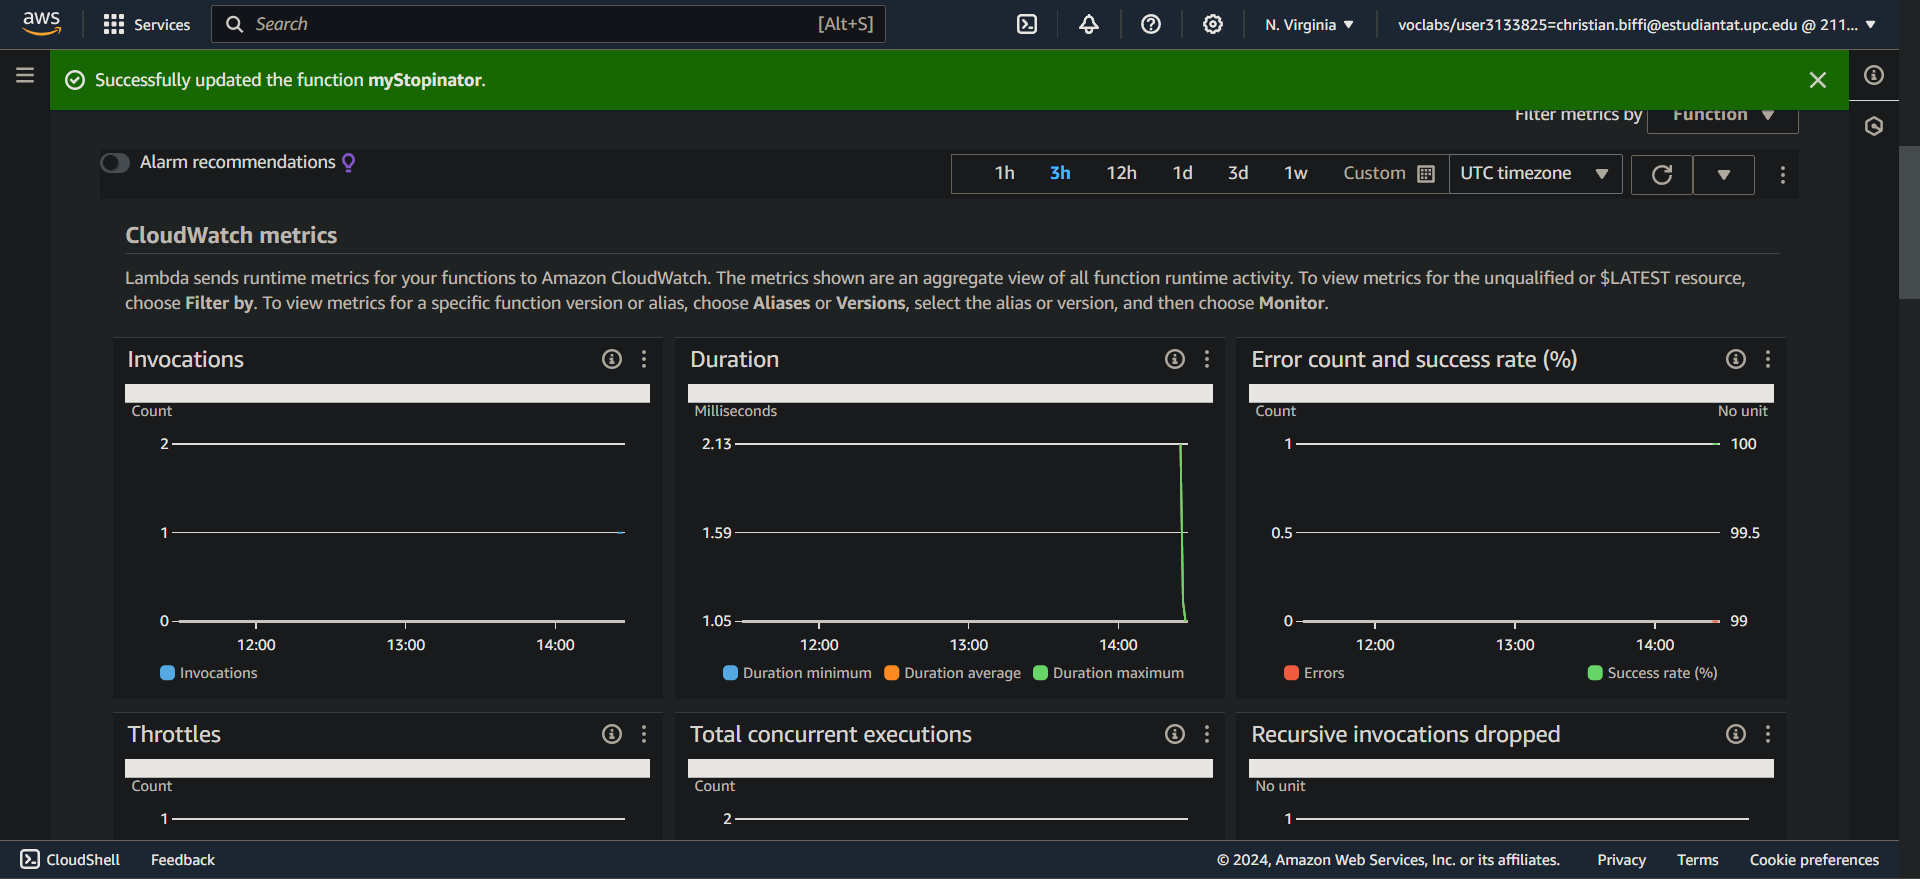 aws
Services
Search
[Alt+S]
N. Virginia
voclabs/user3133825=christian.biffi@estudiantat.upc.edu @ 211...
Successfully updated the function myStopinator.
Filter metrics by
Function
Alarm recommendations
1h 3h 12h 1d 3d 1w Custom
UTC timezone
CloudWatch metrics
Lambda sends runtime metrics for your functions to Amazon CloudWatch. The metrics shown are an aggregate view of all function runtime activity. To view metrics for the unqualified or $LATEST resource,
choose Filter by. To view metrics for a specific function version or alias, choose Aliases or Versions, select the alias or version, and then choose Monitor.
Invocations
Count
2
1
0
12:00 13:00 14:00
Invocations
Duration
Milliseconds
2.13
1.59
1.05
12:00 13:00 14:00
Duration minimum Duration average Duration maximum
Error count and success rate (%)
Count No unit
1 100
0.5 99.5
0 99
12:00 13:00 14:00
Errors Success rate (%)
Throttles
Count
1
Total concurrent executions
Count
2
Recursive invocations dropped
No unit
1
CloudShell Feedback © 2024, Amazon Web Services, Inc. or its affiliates. Privacy Terms Cookie preferences